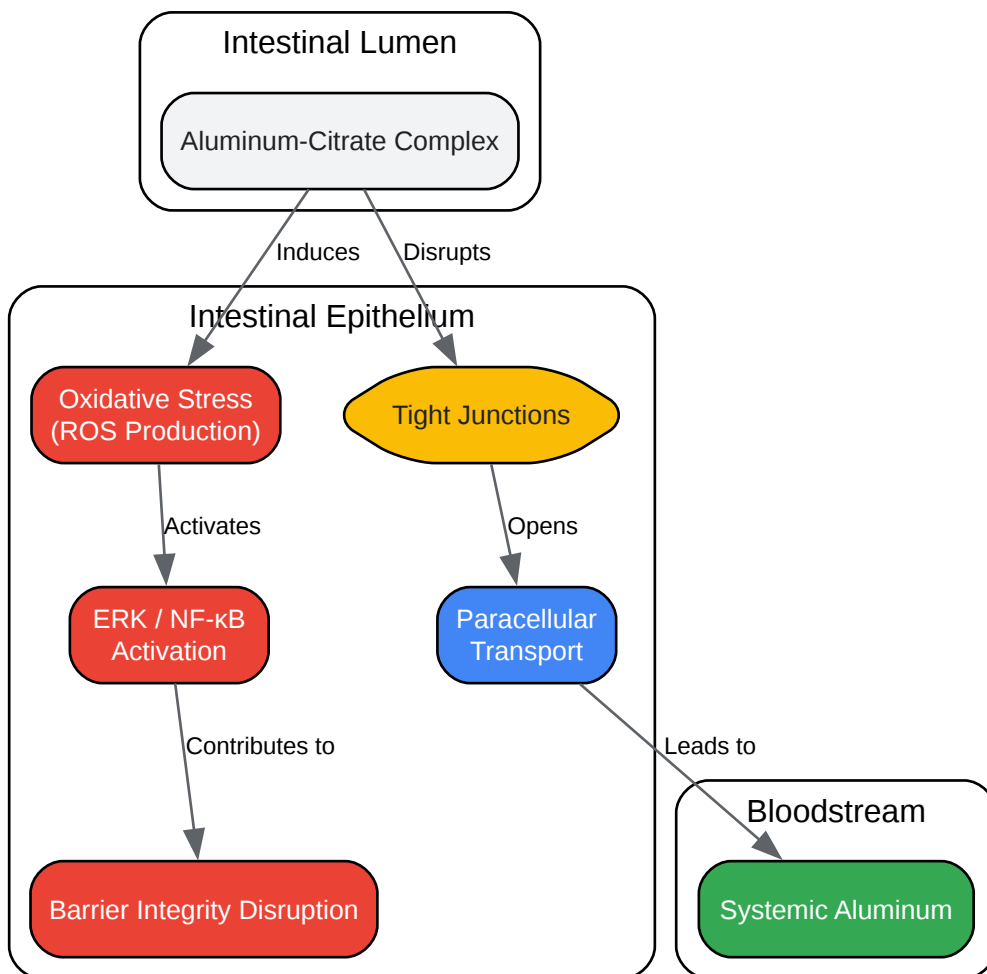 Intestinal Lumen
Aluminum-Citrate Complex
Induces
Disrupts
Intestinal Epithelium
Oxidative Stress
(ROS Production)
Tight Junctions
Activates
Opens
ERK / NF-κB
Activation
Paracellular
Transport
Contributes to
Leads to
Bloodstream
Barrier Integrity Disruption
Systemic Aluminum